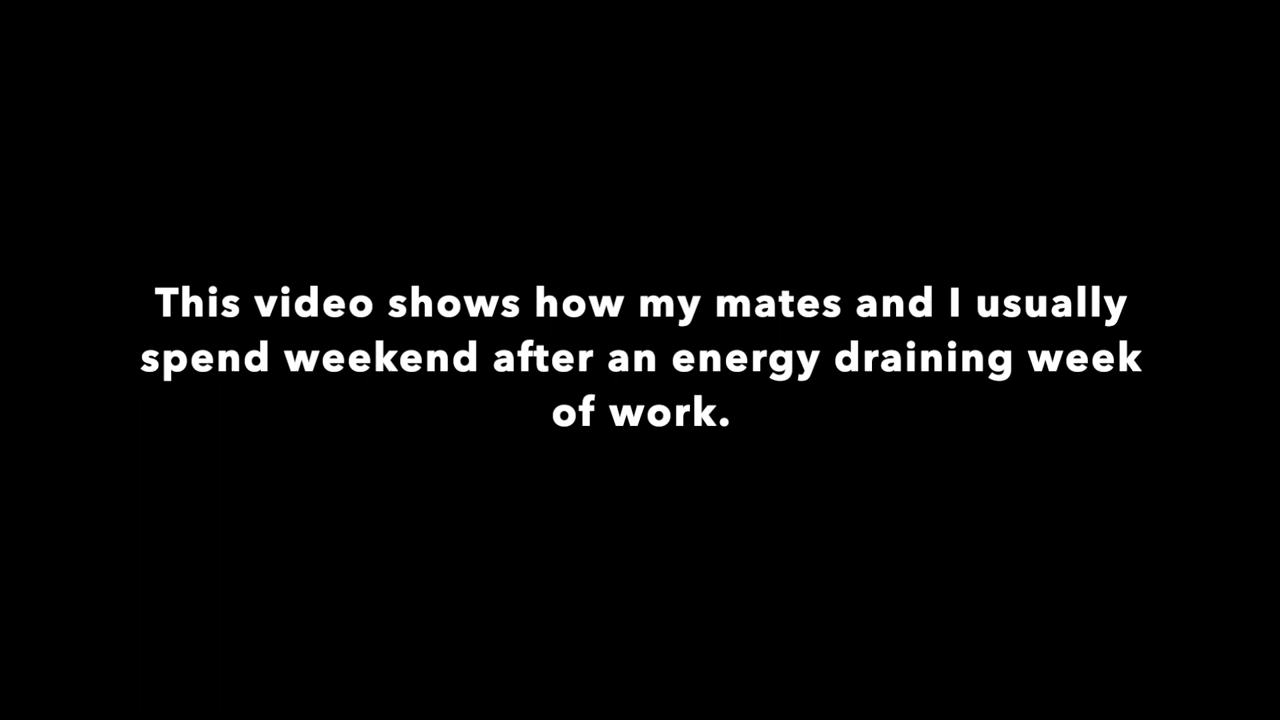 This video shows how my mates and I usually
spend weekend after an energy draining week
of work.